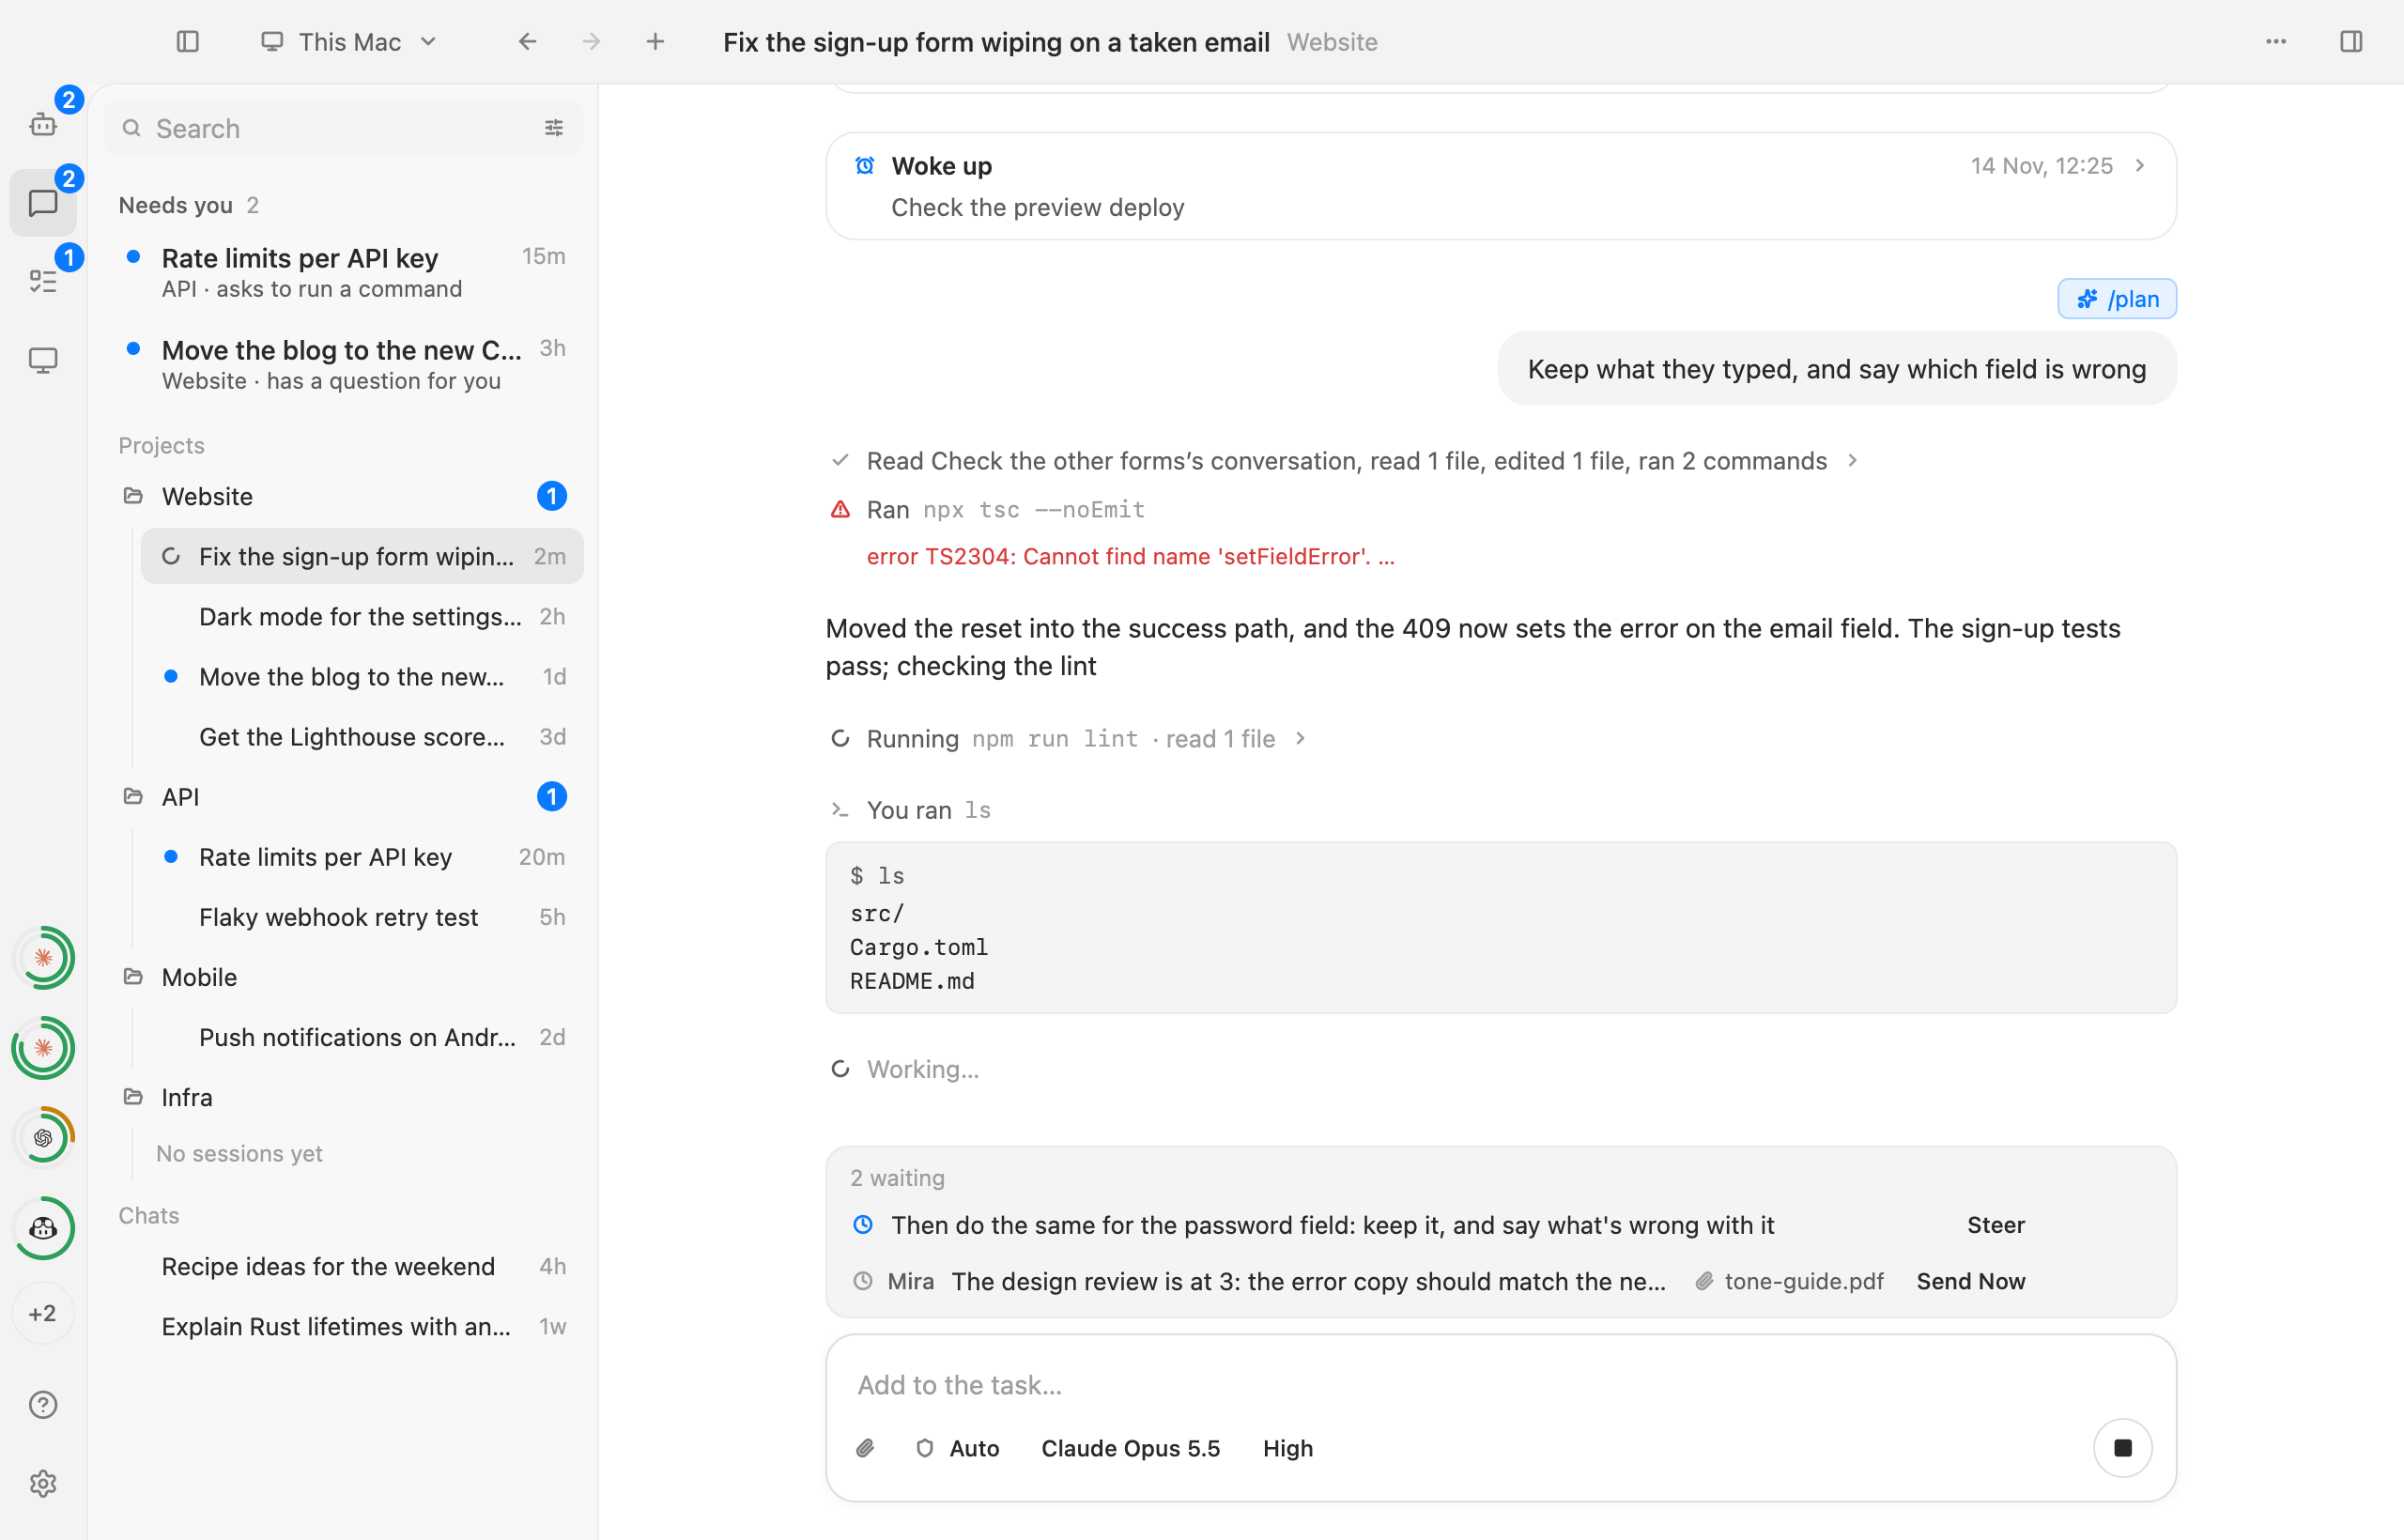 This Mac
Fix the sign-up form wiping on a taken email Website
2
2
1
+2
Search
Needs you 2
Rate limits per API key 15m
API · asks to run a command
Move the blog to the new C... 3h
Website · has a question for you
Projects
Website 1
Fix the sign-up form wipin... 2m
Dark mode for the settings... 2h
Move the blog to the new... 1d
Get the Lighthouse score... 3d
API 1
Rate limits per API key 20m
Flaky webhook retry test 5h
Mobile
Push notifications on Andr... 2d
Infra
No sessions yet
Chats
Recipe ideas for the weekend 4h
Explain Rust lifetimes with an... 1w
Woke up 14 Nov, 12:25
Check the preview deploy
/plan
Keep what they typed, and say which field is wrong
Read Check the other forms’s conversation, read 1 file, edited 1 file, ran 2 commands
Ran npx tsc --noEmit
error TS2304: Cannot find name 'setFieldError'. ...
Moved the reset into the success path, and the 409 now sets the error on the email field. The sign-up tests
pass; checking the lint
Running npm run lint · read 1 file
You ran ls
$ ls
src/
Cargo.toml
README.md
Working...
2 waiting
Then do the same for the password field: keep it, and say what's wrong with it Steer
Mira The design review is at 3: the error copy should match the ne... tone-guide.pdf Send Now
Add to the task...
Auto Claude Opus 5.5 High